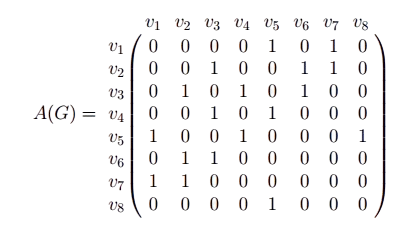 v1 v2 v3 v4 v5 v6 v7 v8
v1 0 0 0 0 1 0 1 0
v2 0 0 1 0 0 1 1 0
v3 0 1 0 1 0 1 0 0
A(G) = v4 0 0 1 0 1 0 0 0
v5 1 0 0 1 0 0 0 1
v6 0 1 1 0 0 0 0 0
v7 1 1 0 0 0 0 0 0
v8 0 0 0 0 1 0 0 0